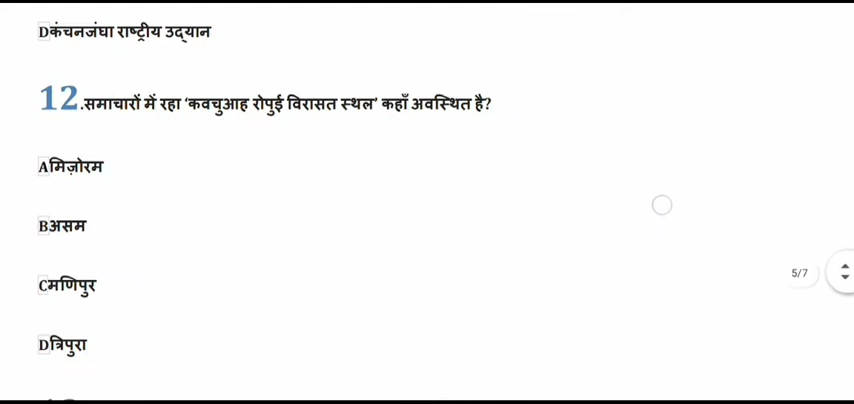 Dकंचनजंघा राष्ट्रीय उद्यान
12.समाचारों में रहा ‘कवचुआह रोपुई विरासत स्थल’ कहाँ अवस्थित है?
Aमिज़ोरम
Bअसम
Cमणिपुर
5/7
Dत्रिपुरा